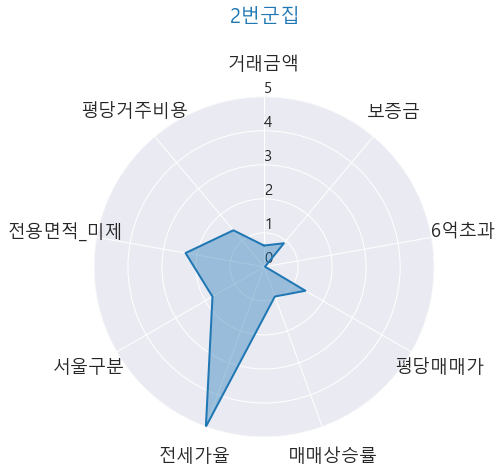 2번군집
거래금액
보증금
6억초과
평당매매가
매매상승률
전세가율
서울구분
전용면적_미제
평당거주비용
5
4
3
2
1
0